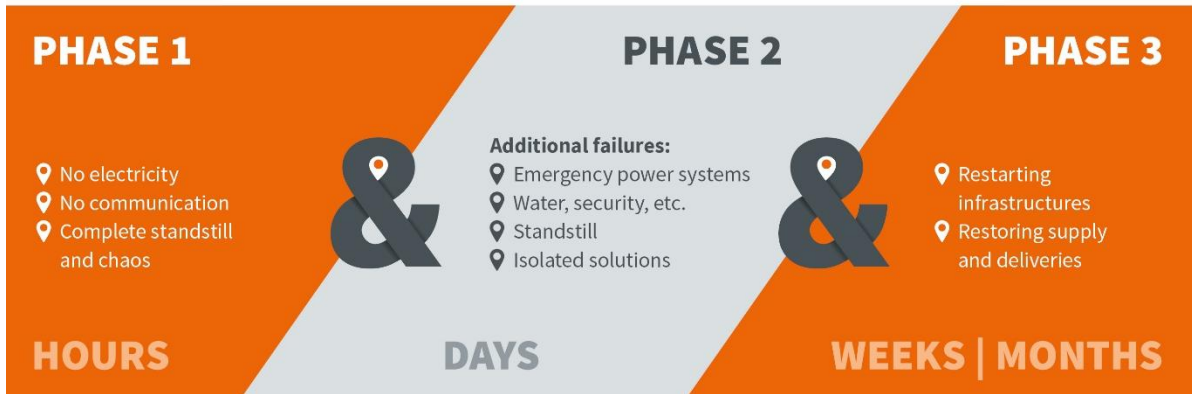 PHASE 1
No electricity
No communication
Complete standstill
and chaos
HOURS
&
PHASE 2
Additional failures:
Emergency power systems
Water, security, etc.
Standstill
Isolated solutions
DAYS
&
PHASE 3
Restarting
infrastructures
Restoring supply
and deliveries
WEEKS | MONTHS